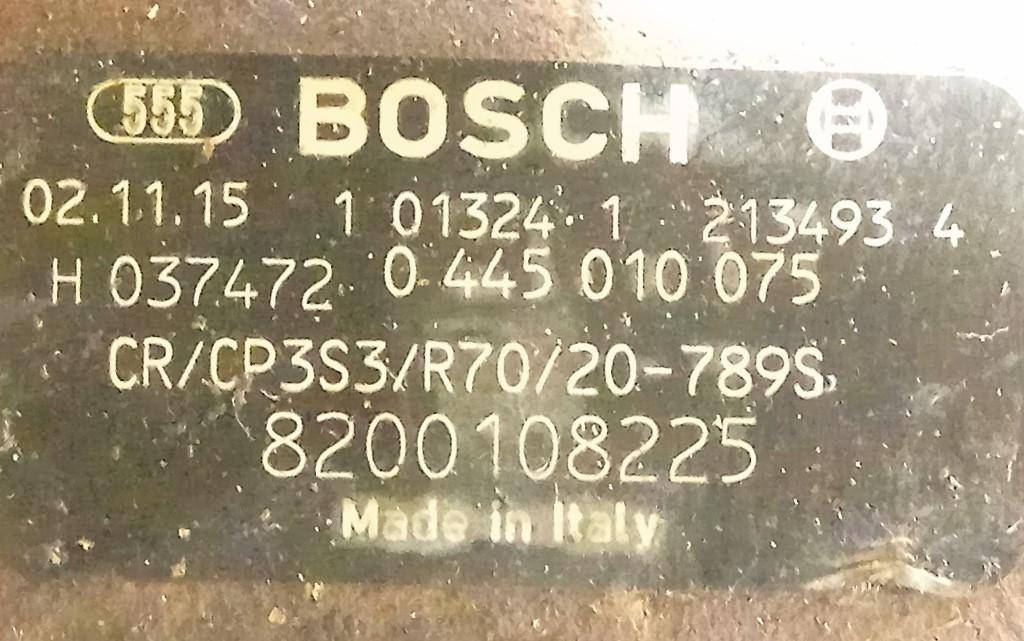 555 BOSCH
02.11.15 1 01324 1 213493 4
H 037472 0 445 010 075
CR/CP3S3/R70/20-789S
8200108225
Made in Italy